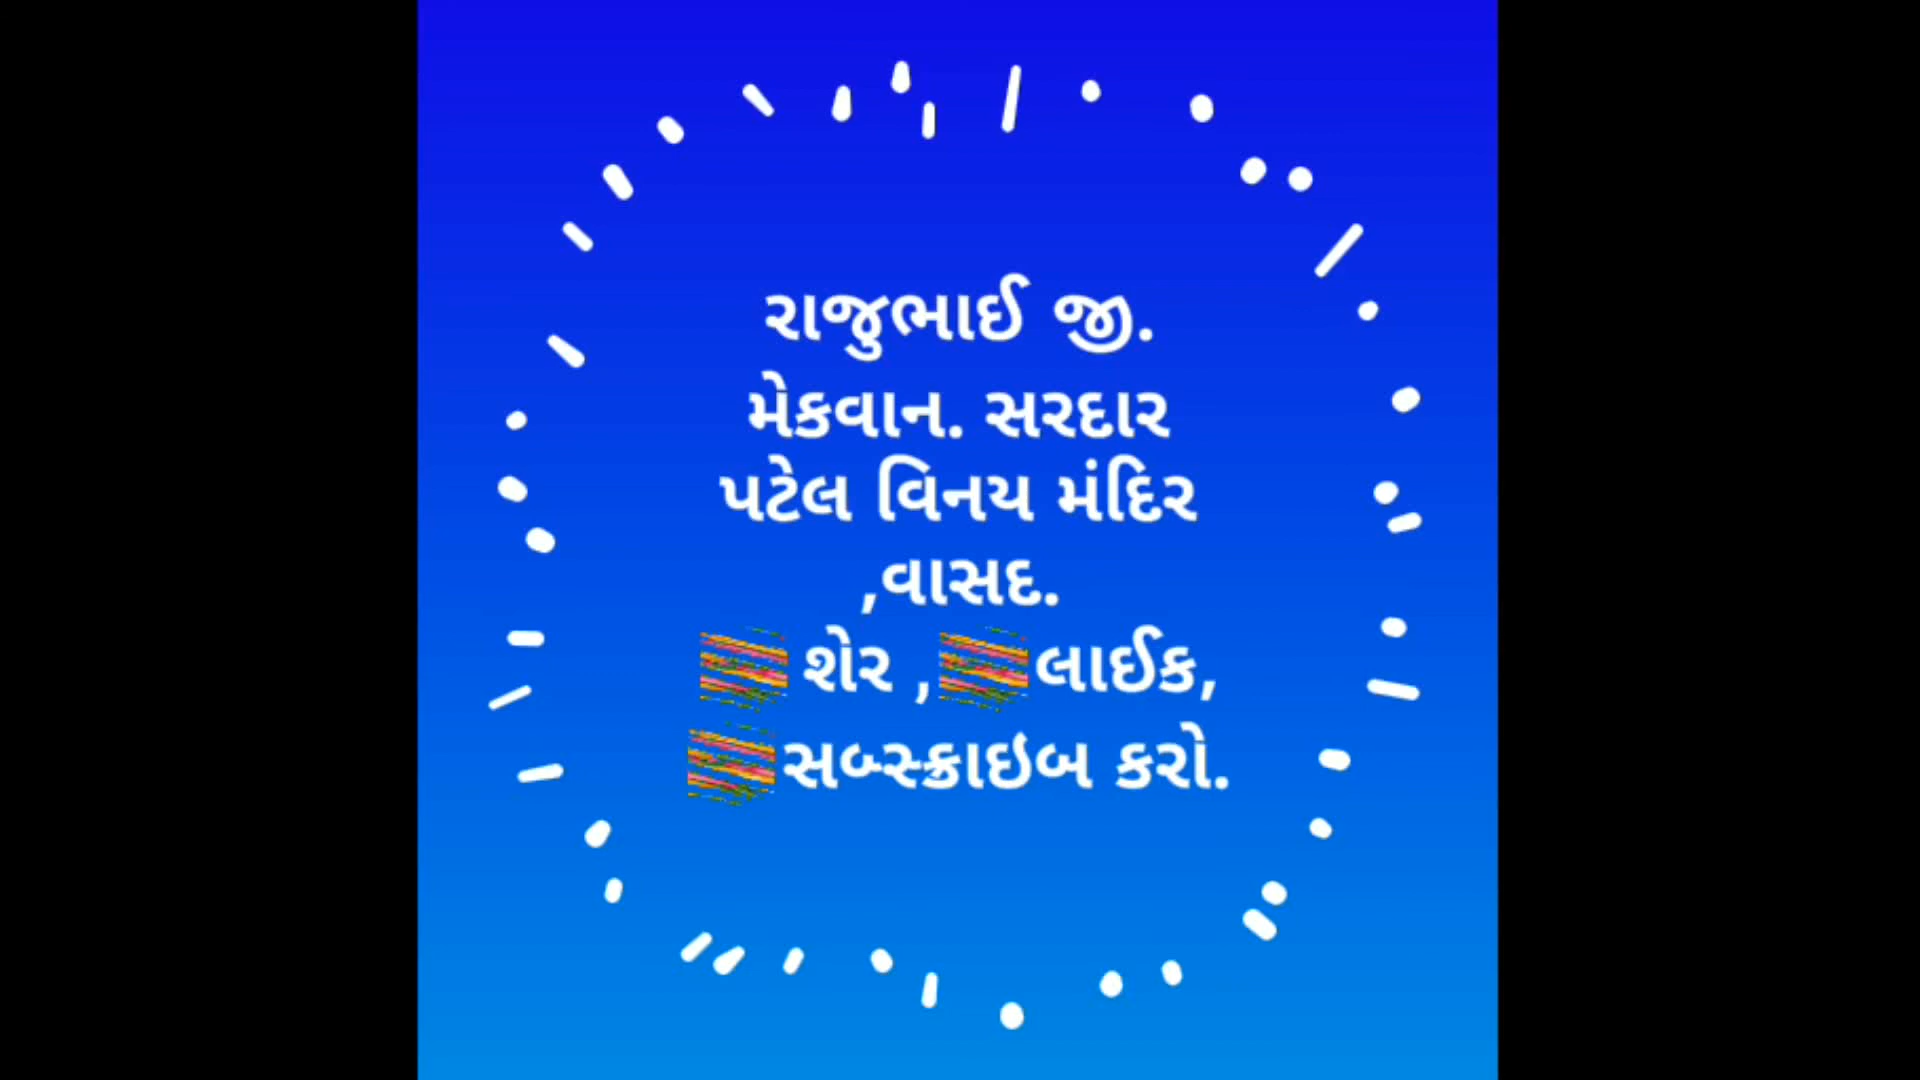 રાજુભાઈ જી.
મેકવાન. સરદાર
પટેલ વિનય મંદિર
,વાસદ.
શેર ,લાઈક,
સબ્સ્ક્રાઇબ કરો.